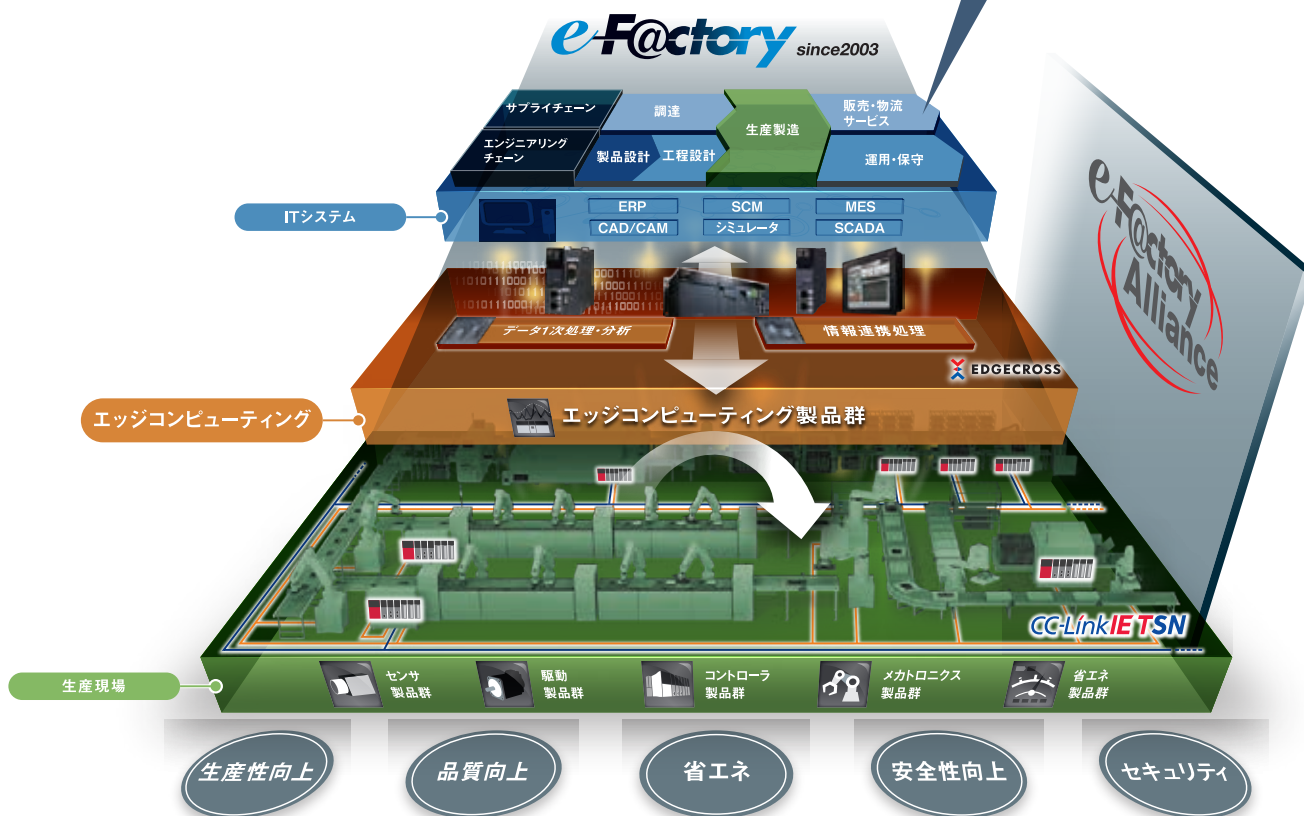 e-F@ctory since2003
サプライチェーン
調達
生産製造
販売・物流
サービス
エンジニアリング
チェーン
製品設計
工程設計
運用・保守
ITシステム
ERP
SCM
MES
CAD/CAM
シミュレータ
SCADA
e-F@ctory
Alliance
データ1次処理・分析
情報連携処理
EDGECROSS
エッジコンピューティング
エッジコンピューティング製品群
CC-Link IE TSN
生産現場
センサ
製品群
駆動
製品群
コントローラ
製品群
メカトロニクス
製品群
省エネ
製品群
生産性向上
品質向上
省エネ
安全性向上
セキュリティ